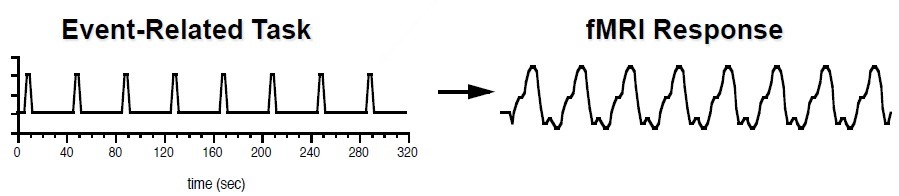 Event-Related Task
fMRI Response
0 40 80 120 160 200 240 280 320
time (sec)